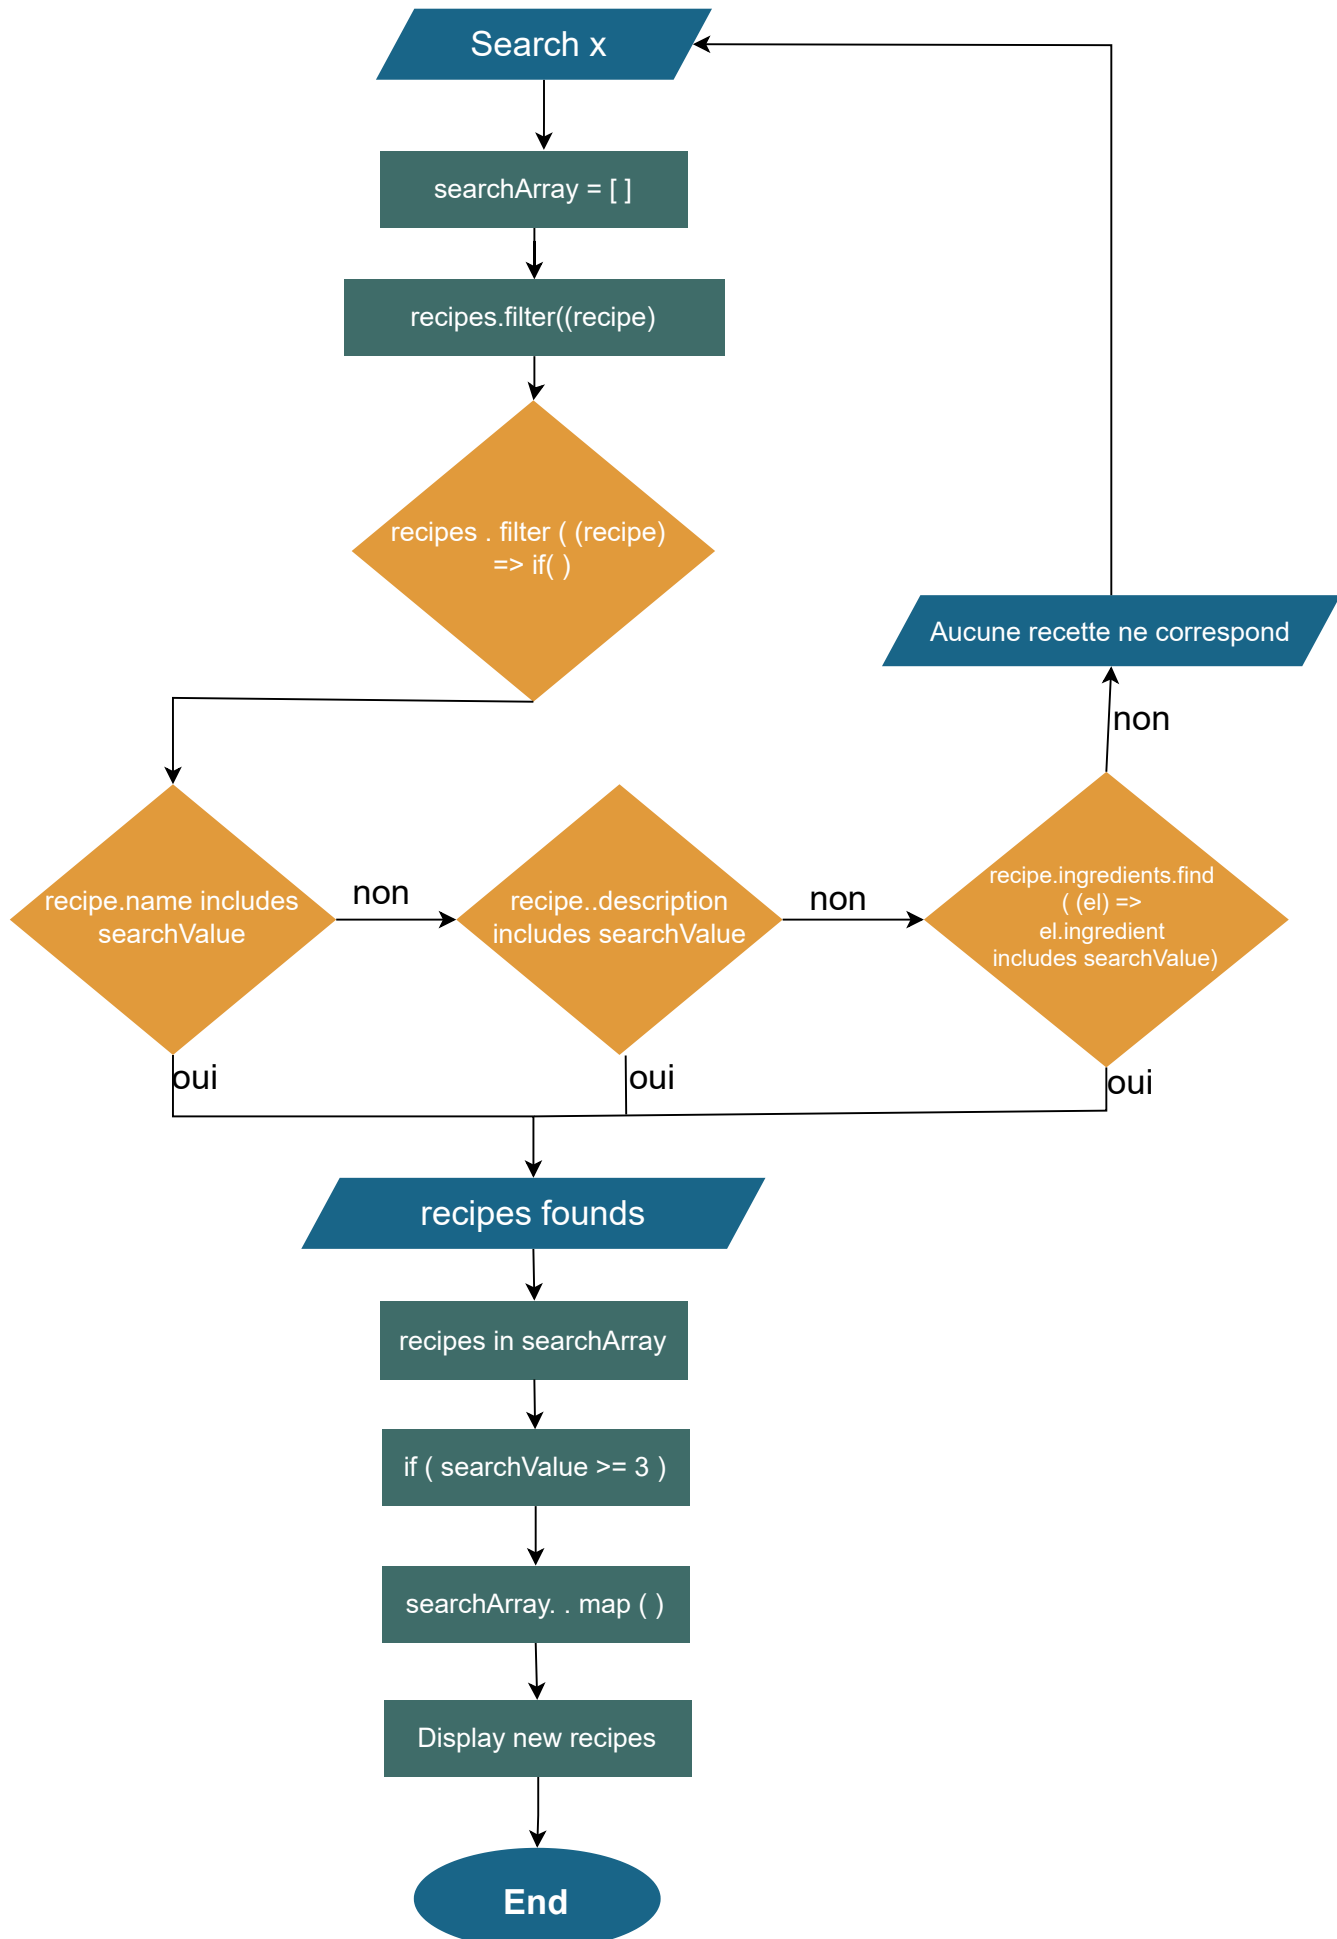 Search x
searchArray = [ ]
recipes.filter((recipe)
recipes . filter ( (recipe)
=> if( )
Aucune recette ne correspond
non
recipe.name includes
searchValue
non
recipe..description
includes searchValue
non
recipe.ingredients.find
( (el) =>
el.ingredient
includes searchValue)
oui
oui
oui
recipes founds
recipes in searchArray
if ( searchValue >= 3 )
searchArray. . map ( )
Display new recipes
End